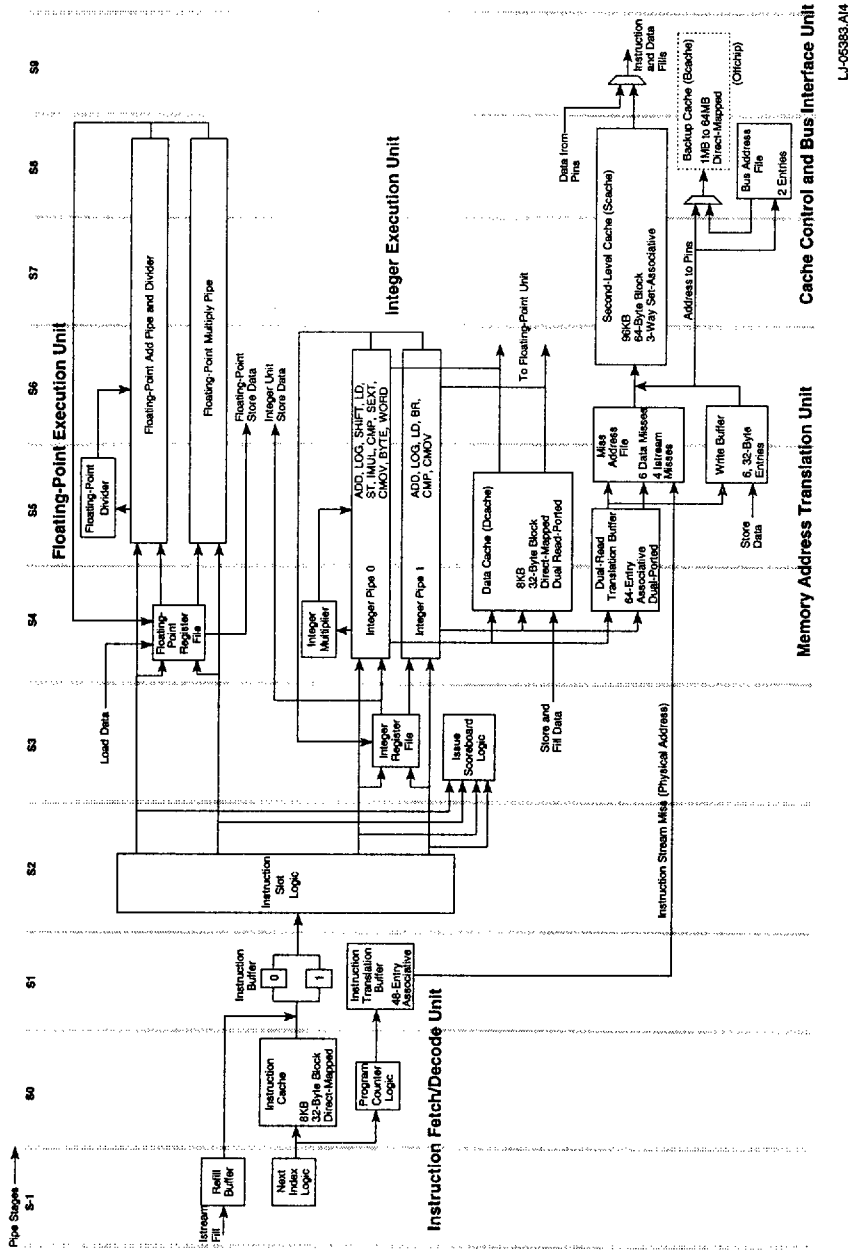 Pipe Stages
S-1
S0
S1
S2
S3
S4
S5
S6
S7
S8
S9
Floating-Point Execution Unit
Floating-Point
Divider
Floating-Point Add Pipe and Divider
Floating-Point Multiply Pipe
Load Data
Floating-
Point
Register
File
Floating-Point
Store Data
Integer Unit
Store Data
Integer Execution Unit
Integer
Multiplier
Integer Pipe 0
ADD, LOG, SHIFT, LD,
ST, IMUL, CMP, SEXT,
CMOV, BYTE, WORD
Integer Pipe 1
ADD, LOG, LD, BR,
CMP, CMOV
Integer
Register
File
Issue
Scoreboard
Logic
Istream
Fill
Refill
Buffer
Next
Index
Logic
Instruction
Cache
8KB
32-Byte Block
Direct-Mapped
Program
Counter
Logic
Instruction
Buffer
0
1
Instruction
Translation
Buffer
48-Entry
Associative
Instruction
Slot
Logic
Instruction Fetch/Decode Unit
Store and
Fill Data
Data Cache (Dcache)
8KB
32-Byte Block
Direct-Mapped
Dual Read-Ported
To Floating-Point Unit
Dual-Read
Translation Buffer
64-Entry
Associative
Dual-Ported
Miss
Address
File
6 Data Misses
4 Istream
Misses
Write Buffer
6, 32-Byte
Entries
Store
Data
Instruction Stream Miss (Physical Address)
Memory Address Translation Unit
Data from
Pins
Instruction
and Data
Fills
Second-Level Cache (Scache)
96KB
64-Byte Block
3-Way Set-Associative
Address to Pins
Backup Cache (Bcache)
1MB to 64MB
Direct-Mapped
(Offchip)
Bus Address
File
2 Entries
Cache Control and Bus Interface Unit
LJ-05383.AI4